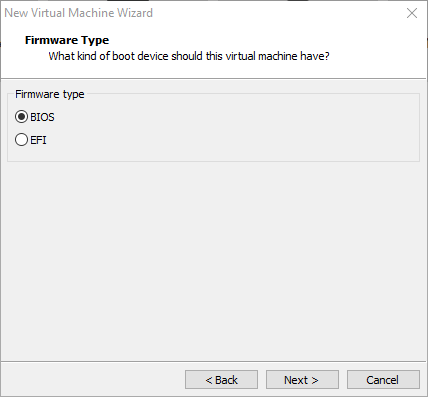 New Virtual Machine Wizard
Firmware Type
What kind of boot device should this virtual machine have?
Firmware type
BIOS
EFI
< Back Next > Cancel